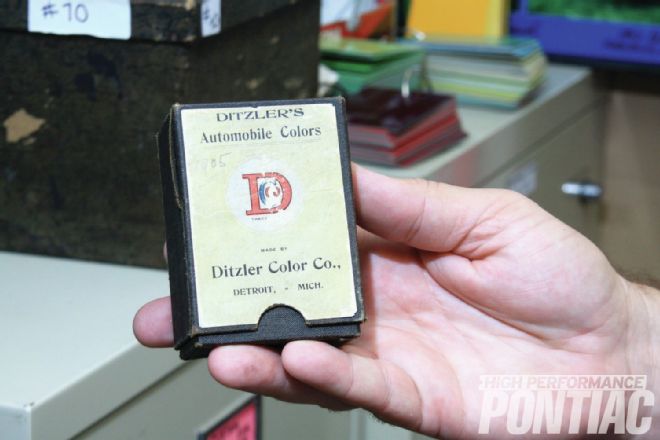 #10
DITZLER'S
Automobile Colors
1905
D
MADE BY
Ditzler Color Co.,
DETROIT, - MICH.
HIGH PERFORMANCE
PONTIAC